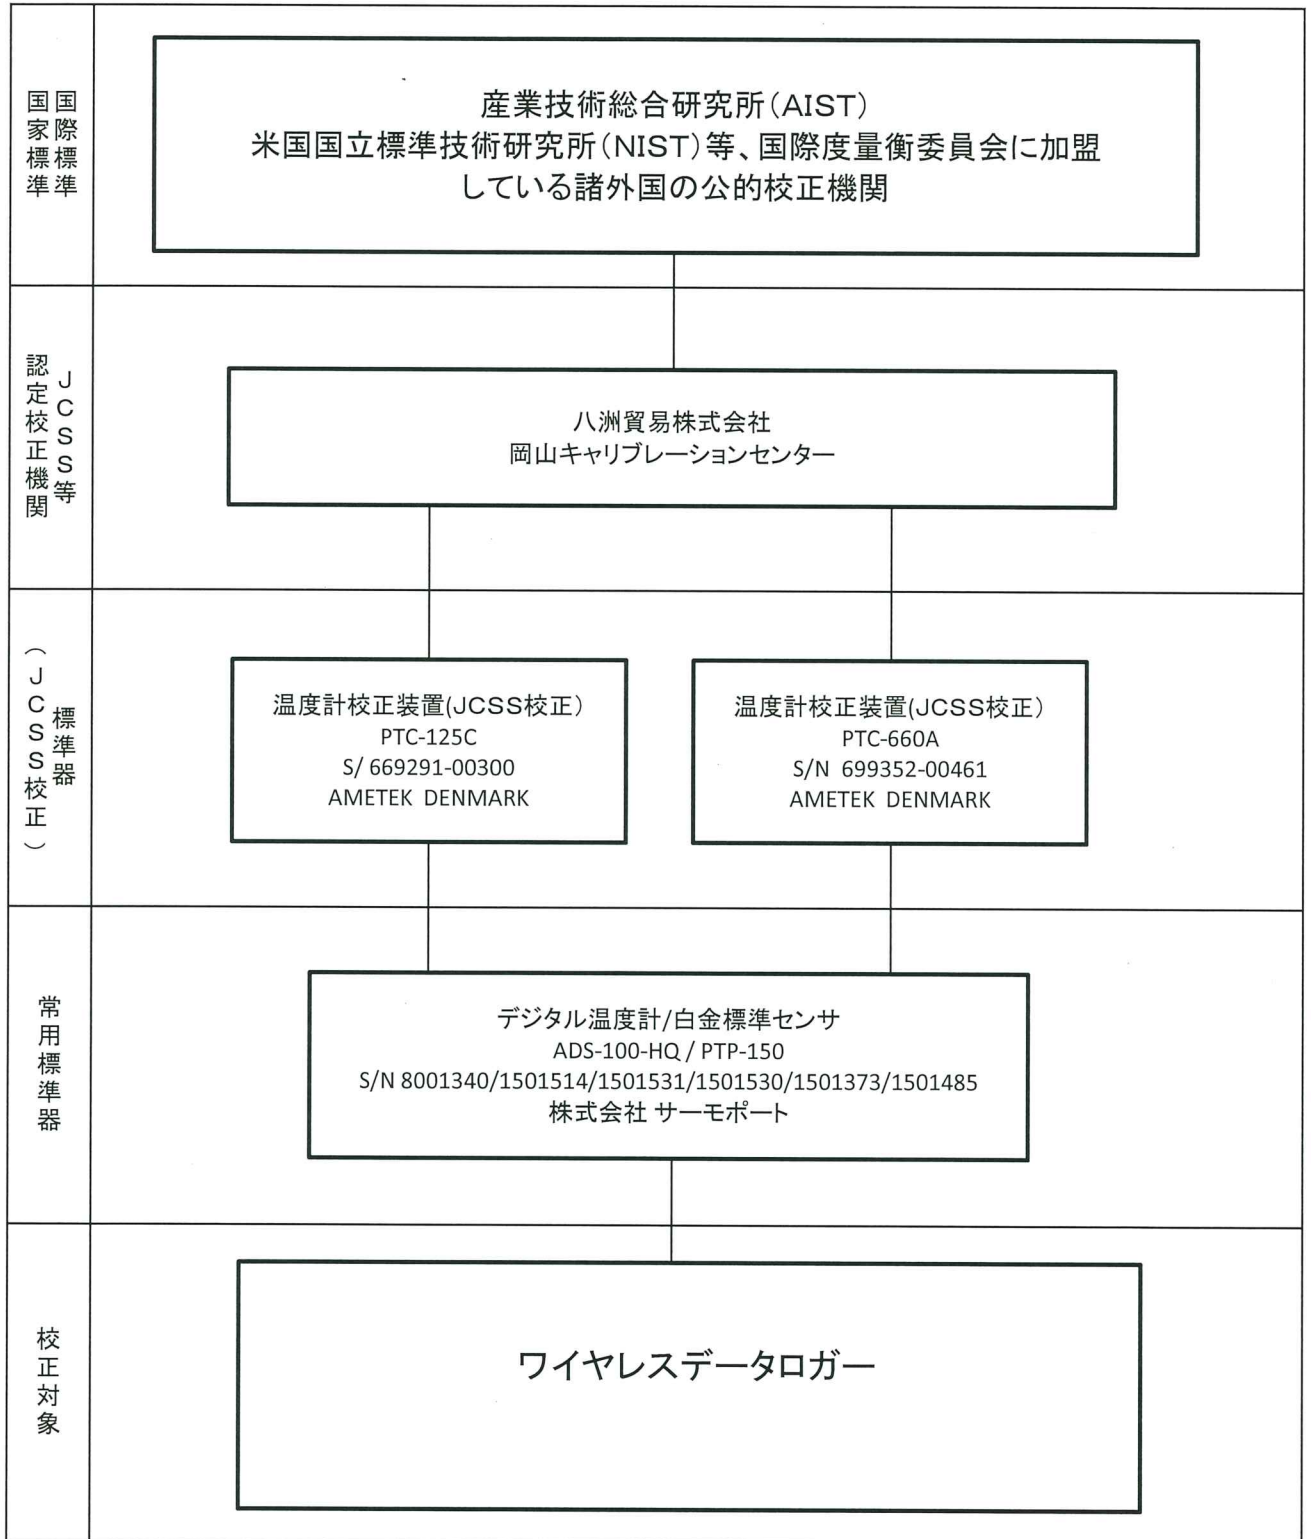 国際標準
国家標準
産業技術総合研究所(AIST)
米国国立標準技術研究所(NIST)等、国際度量衡委員会に加盟
している諸外国の公的校正機関
JCSS等
認定校正機関
八洲貿易株式会社
岡山キャリブレーションセンター
標準器
(JCSS校正)
温度計校正装置(JCSS校正)
PTC-125C
S/ 669291-00300
AMETEK DENMARK
温度計校正装置(JCSS校正)
PTC-660A
S/N 699352-00461
AMETEK DENMARK
常用標準器
デジタル温度計/白金標準センサ
ADS-100-HQ / PTP-150
S/N 8001340/1501514/1501531/1501530/1501373/1501485
株式会社 サーモポート
校正対象
ワイヤレスデータロガー